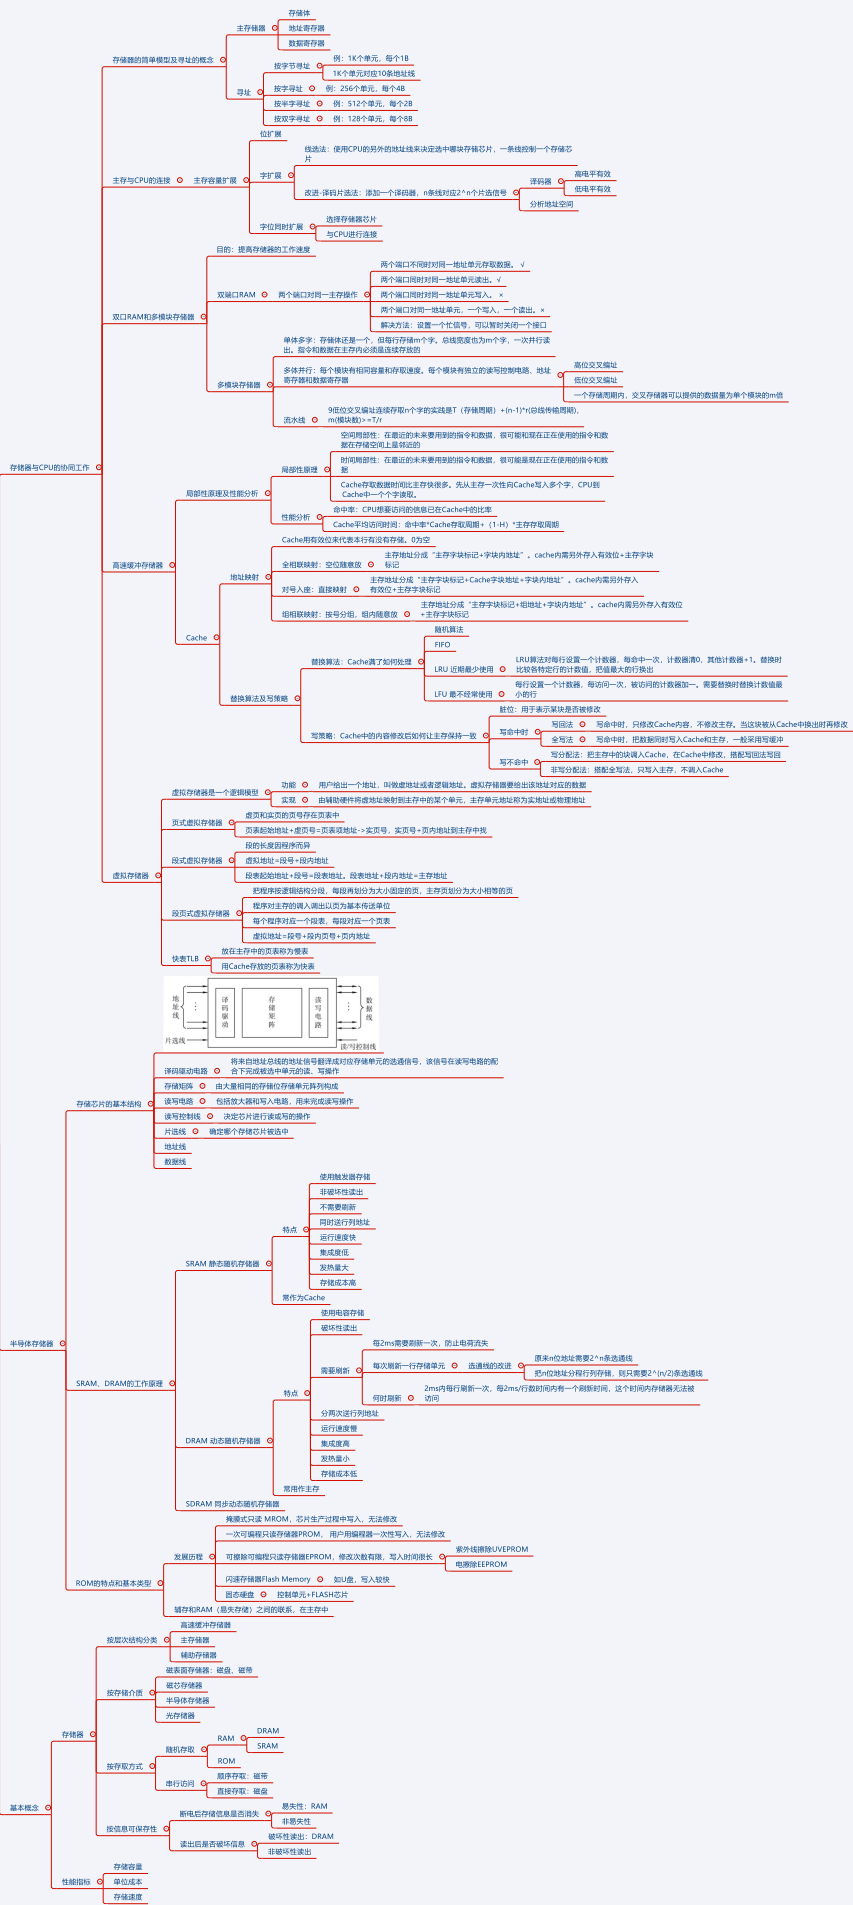 存储体
主存储器
地址寄存器
数据寄存器
存储器的简单模型及寻址的概念
例：1K个单元，每个1B
按字节寻址
1K个单元对应10条地址线
寻址
按字寻址
例：256个单元，每个4B
按半字寻址
例：512个单元，每个2B
按双字寻址
例：128个单元，每个8B
位扩展
线选法：使用CPU的另外的地址线来决定选中哪块存储芯片，一条线控制一个存储芯
片
字扩展
高电平有效
译码器
主存与CPU的连接
主存容量扩展
低电平有效
改进-译码片选法：添加一个译码器，n条线对应2^n个片选信号
分析地址空间
选择存储器芯片
字位同时扩展
与CPU进行连接
目的：提高存储器的工作速度
两个端口不同时对同一地址单元存取数据。 √
两个端口同时对同一地址单元读出。√
双端口RAM
两个端口对同一主存操作
两个端口同时对同一地址单元写入。 ×
两个端口对同一地址单元，一个写入，一个读出。×
双口RAM和多模块存储器
解决方法：设置一个忙信号，可以暂时关闭一个接口
单体多字：存储体还是一个，但每行存储m个字。总线宽度也为m个字，一次并行读
出。指令和数据在主存内必须是连续存放的
高位交叉编址
多体并行：每个模块有相同容量和存取速度。每个模块有独立的读写控制电路、地址
寄存器和数据寄存器
低位交叉编址
多模块存储器
一个存储周期内，交叉存储器可以提供的数据量为单个模块的m倍
9低位交叉编址连续存取n个字的实践是T（存储周期）+(n-1)*r(总线传输周期)，
m(模块数)>=T/r
流水线
空间局部性：在最近的未来要用到的指令和数据，很可能和现在正在使用的指令和数
据在存储空间上是邻近的
时间局部性：在最近的未来要用到的指令和数据，很可能是现在正在使用的指令和数
据
存储器与CPU的协同工作
局部性原理
Cache存取数据时间比主存快很多。先从主存一次性向Cache写入多个字，CPU到
Cache中一个个字读取。
局部性原理及性能分析
命中率：CPU想要访问的信息已在Cache中的比率
性能分析
Cache平均访问时间：命中率*Cache存取周期+（1-H）*主存存取周期
Cache用有效位来代表本行有没有存储。0为空
主存地址分成“主存字块标记+字块内地址”。cache内需另外存入有效位+主存字块
标记
高速缓冲存储器
全相联映射：空位随意放
地址映射
主存地址分成“主存字块标记+Cache字块地址+字块内地址”。cache内需另外存入
有效位+主存字块标记
对号入座：直接映射
主存地址分成“主存字块标记+组地址+字块内地址”。cache内需另外存入有效位
+主存字块标记
组相联映射：按号分组，组内随意放
Cache
随机算法
FIFO
替换算法：Cache满了如何处理
LRU 近期最少使用
LRU算法对每行设置一个计数器，每命中一次，计数器清0，其他计数器+1。替换时
比较各特定行的计数值，把值最大的行换出
LFU 最不经常使用
每行设置一个计数器，每访问一次，被访问的计数器加一。需要替换时替换计数值最
小的行
替换算法及写策略
脏位：用于表示某块是否被修改
写回法
写命中时，只修改Cache内容，不修改主存。当这块被从Cache中换出时再修改
写命中时
写策略：Cache中的内容修改后如何让主存保持一致
全写法
写命中时，把数据同时写入Cache和主存，一般采用写缓冲
写分配法：把主存中的块调入Cache，在Cache中修改，搭配写回法写回
写不命中
非写分配法：搭配全写法，只写入主存，不调入Cache
功能
用户给出一个地址，叫做虚地址或者逻辑地址。虚拟存储器要给出该地址对应的数据
虚拟存储器是一个逻辑模型
实现
由辅助硬件将虚地址映射到主存中的某个单元，主存单元地址称为实地址或物理地址
虚页和实页的页号存在页表中
页式虚拟存储器
页表起始地址+虚页号=页表项地址->实页号，实页号+页内地址到主存中找
段的长度因程序而异
段式虚拟存储器
虚拟地址=段号+段内地址
虚拟存储器
段表起始地址+段号=段表地址。段表地址+段内地址=主存地址
把程序按逻辑结构分段，每段再划分为大小固定的页，主存页划分为大小相等的页
程序对主存的调入调出以页为基本传送单位
段页式虚拟存储器
每个程序对应一个段表，每段对应一个页表
虚拟地址=段号+段内页号+页内地址
放在主存中的页表称为慢表
快表TLB
用Cache存放的页表称为快表
地址线
译码驱动
存储矩阵
读写电路
数据线
片选线
读/写控制线
将来自地址总线的地址信号翻译成对应存储单元的选通信号，该信号在读写电路的配
合下完成被选中单元的读、写操作
译码驱动电路
存储矩阵
由大量相同的存储位存储单元阵列构成
读写电路
包括放大器和写入电路，用来完成读写操作
存储芯片的基本结构
读写控制线
决定芯片进行读或写的操作
片选线
确定哪个存储芯片被选中
地址线
数据线
使用触发器存储
非破坏性读出
不需要刷新
同时送行列地址
特点
运行速度快
集成度低
SRAM 静态随机存储器
发热量大
存储成本高
常作为Cache
使用电容存储
破坏性读出
半导体存储器
每2ms需要刷新一次，防止电荷流失
原来n位地址需要2^n条选通线
需要刷新
每次刷新一行存储单元
选通线的改进
把n位地址分程行列存储，则只需要2^(n/2)条选通线
SRAM，DRAM的工作原理
特点
何时刷新
2ms内每行刷新一次，每2ms/行数时间内有一个刷新时间，这个时间内存储器无法被
访问
分两次送行列地址
运行速度慢
DRAM 动态随机存储器
集成度高
发热量小
存储成本低
常用作主存
SDRAM 同步动态随机存储器
掩膜式只读 MROM，芯片生产过程中写入，无法修改
一次可编程只读存储器PROM， 用户用编程器一次性写入，无法修改
紫外线擦除UVEPROM
发展历程
可擦除可编程只读存储器EPROM，修改次数有限，写入时间很长
电擦除EEPROM
闪速存储器Flash Memory
如U盘，写入较快
ROM的特点和基本类型
固态硬盘
控制单元+FLASH芯片
辅存和RAM（易失存储）之间的联系，在主存中
高速缓冲存储器
按层次结构分类
主存储器
辅助存储器
磁表面存储器：磁盘，磁带
磁芯存储器
按存储介质
半导体存储器
光存储器
存储器
DRAM
RAM
随机存取
SRAM
ROM
按存取方式
顺序存取：磁带
串行访问
直接存取：磁盘
易失性：RAM
基本概念
断电后存储信息是否消失
非易失性
按信息可保存性
破坏性读出：DRAM
读出后是否破坏信息
非破坏性读出
存储容量
性能指标
单位成本
存储速度